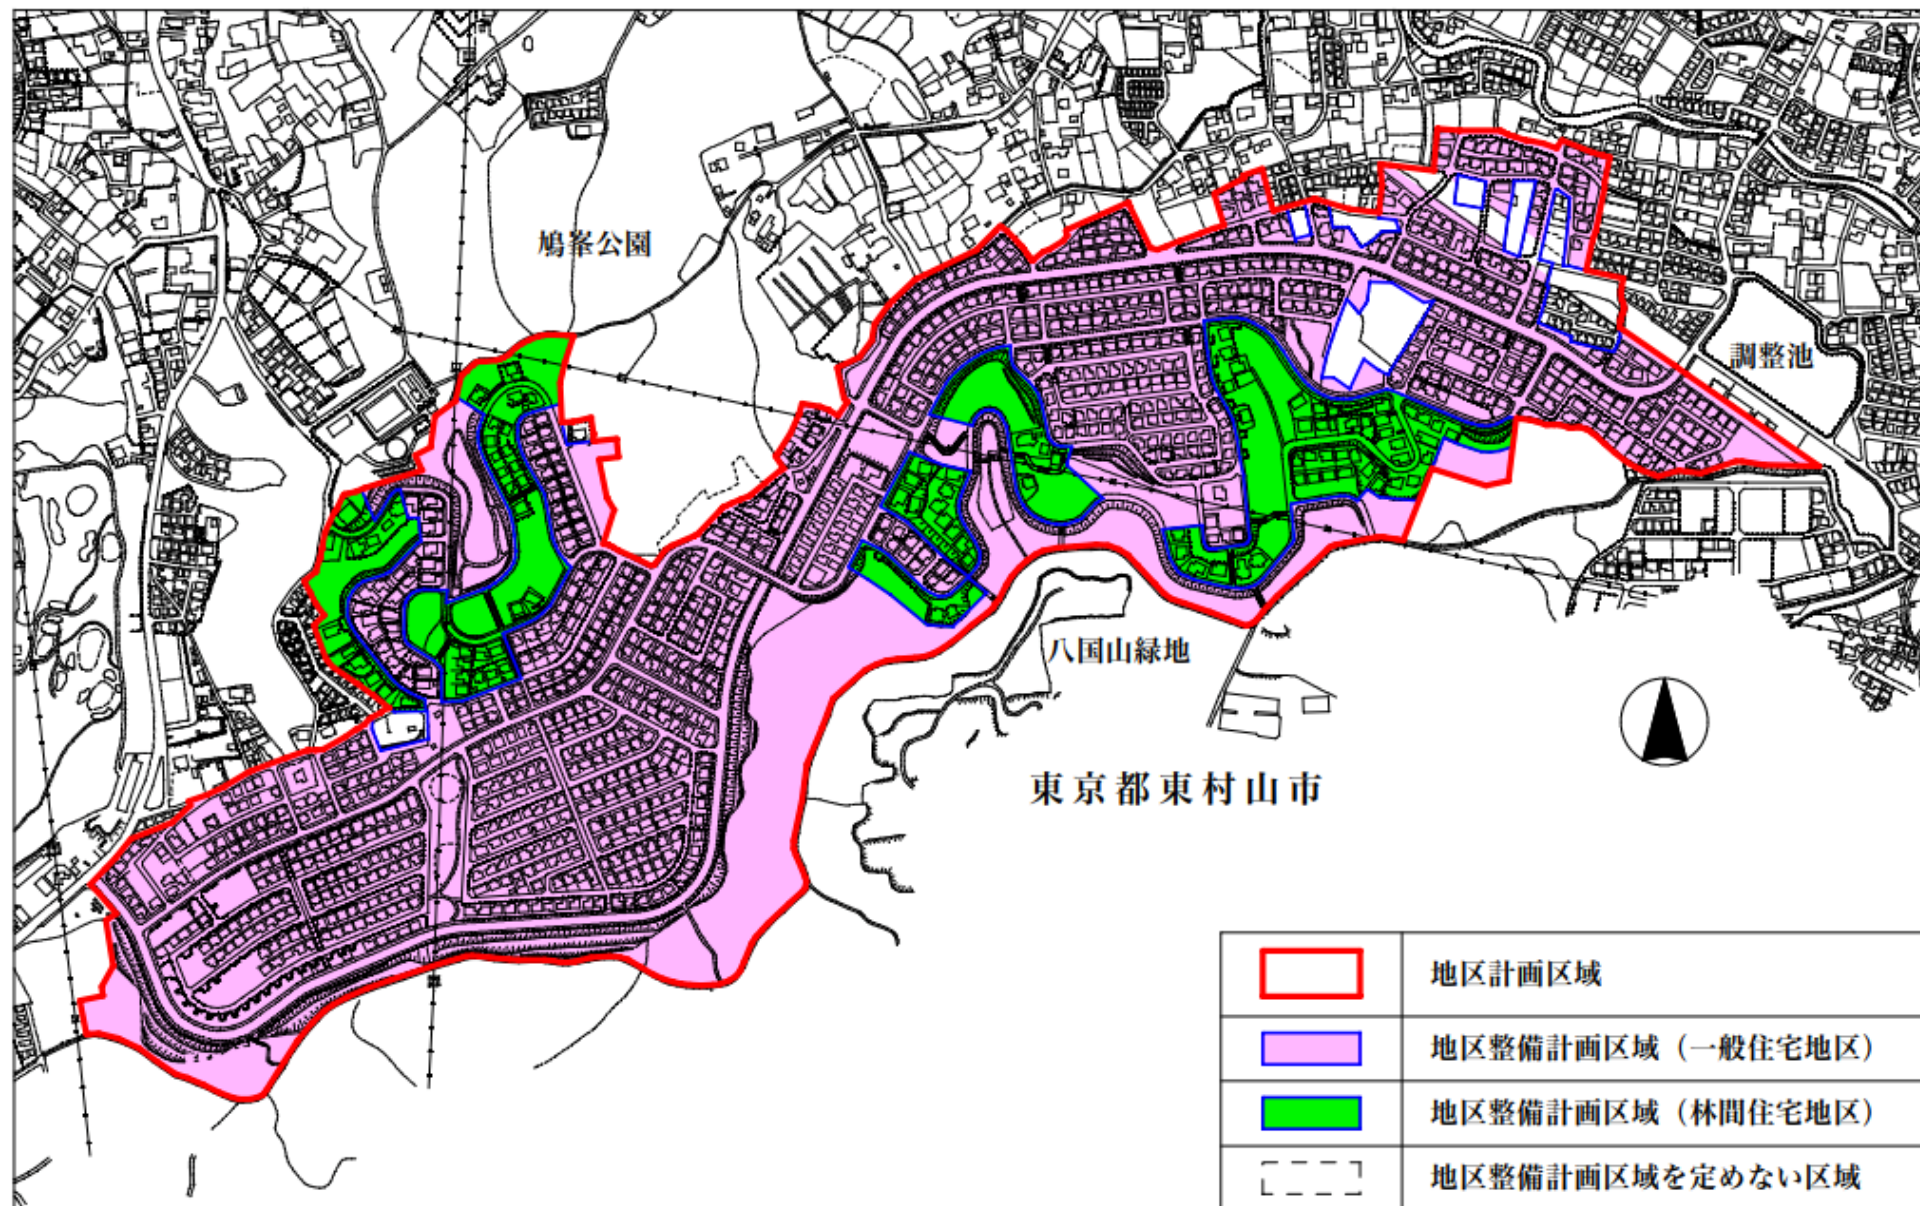 鳩峯公園
調整池
八国山緑地
東京都東村山市
地区計画区域
地区整備計画区域（一般住宅地区）
地区整備計画区域（林間住宅地区）
地区整備計画区域を定めない区域